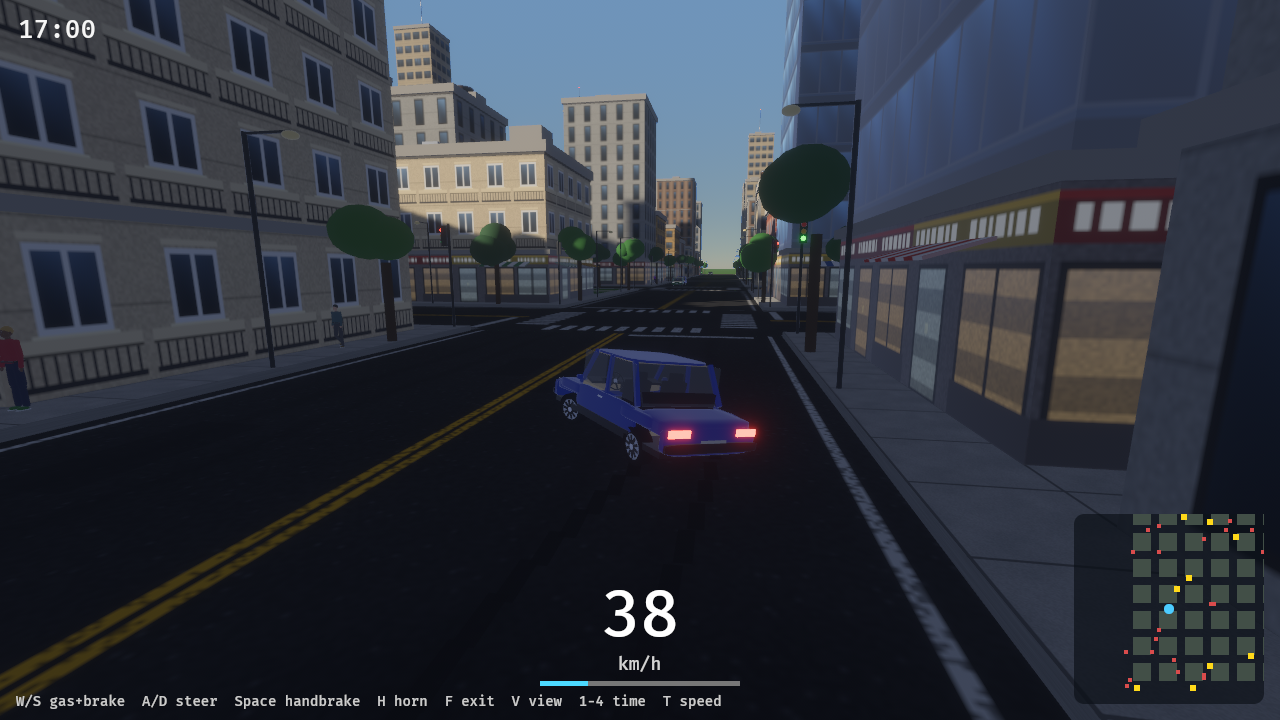 17:00
38
km/h
W/S gas+brake A/D steer Space handbrake H horn F exit V view 1-4 time T speed